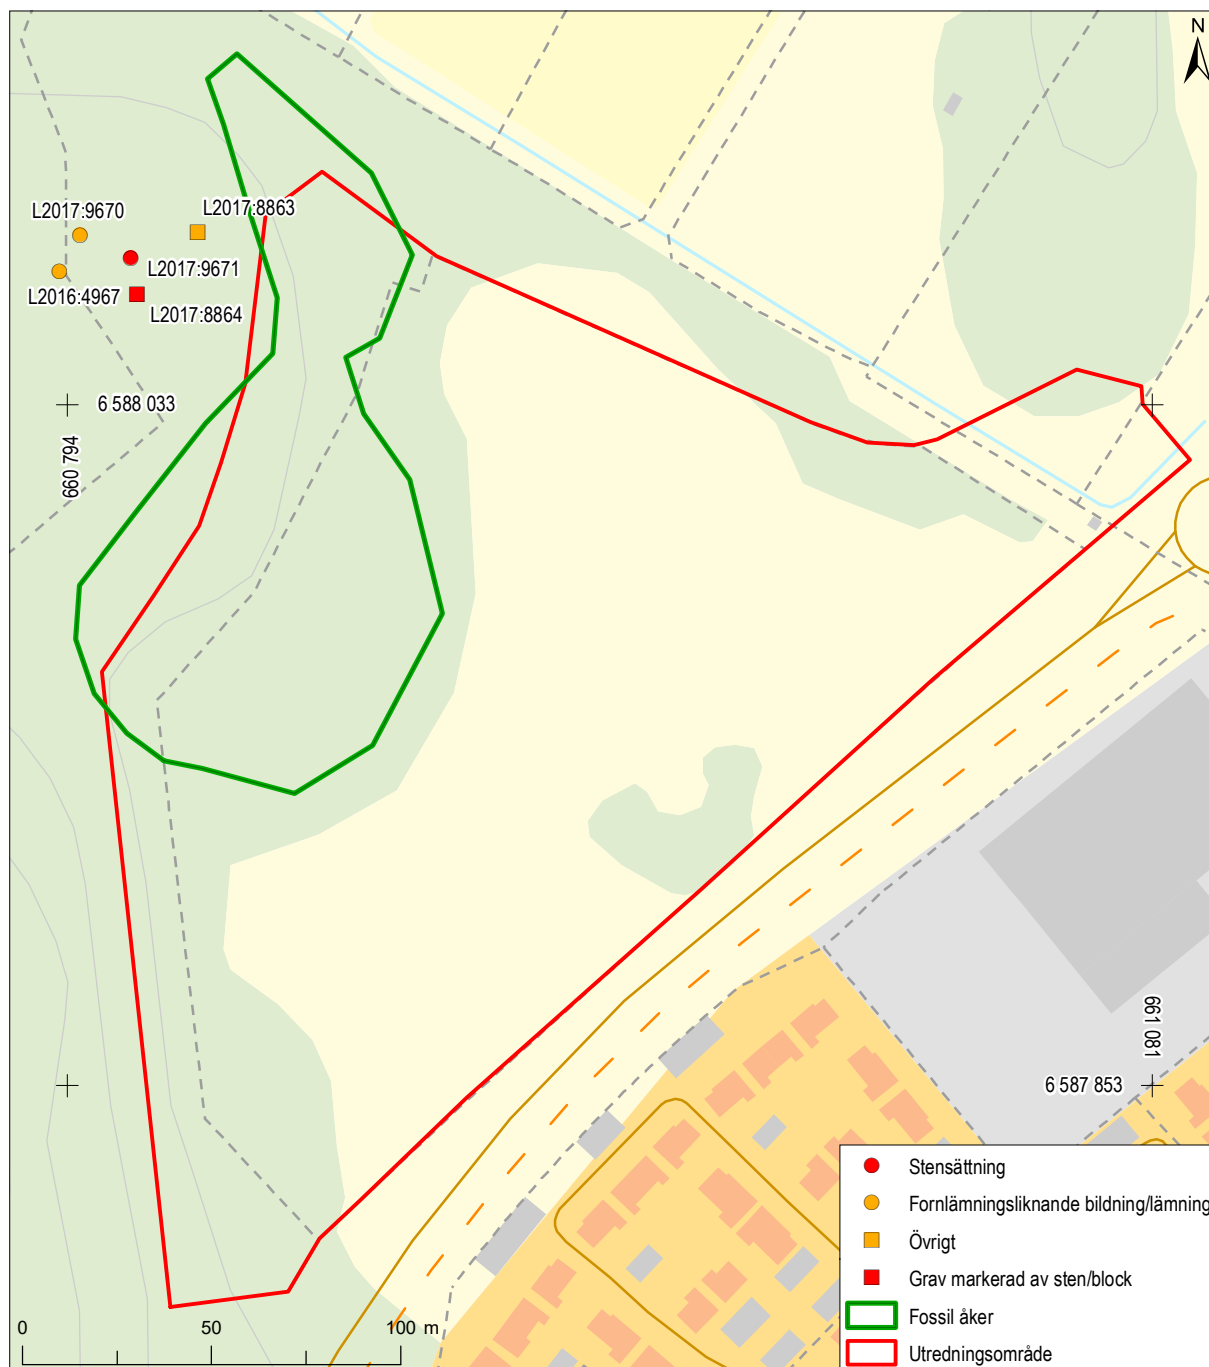 N
L2017:9670
L2017:8863
L2017:9671
L2016:4967
L2017:8864
6 588 033
660 794
661 081
6 587 853
Stensättning
Fornlämningsliknande bildning/lämning
Övrigt
Grav markerad av sten/block
Fossil åker
Utredningsområde
0 50 100 m